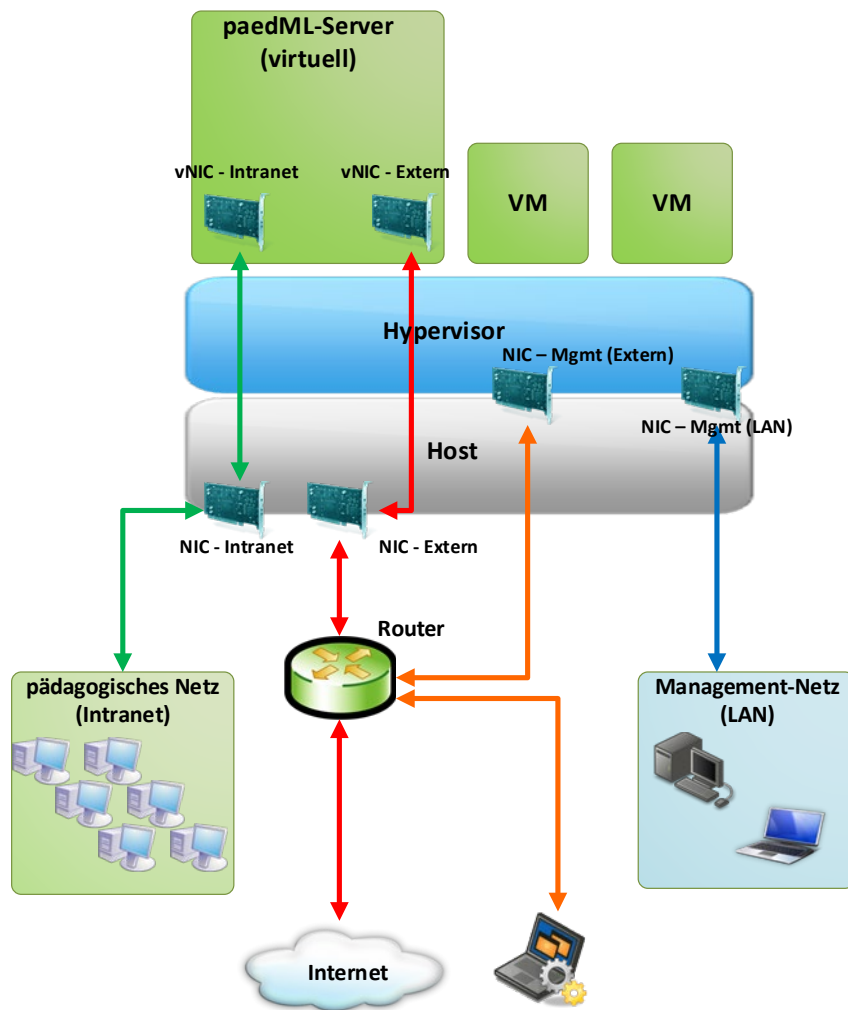 paedML-Server
(virtuell)
vNIC - Intranet
vNIC - Extern
VM
VM
Hypervisor
NIC – Mgmt (Extern)
NIC – Mgmt (LAN)
Host
NIC - Intranet
NIC - Extern
Router
pädagogisches Netz
(Intranet)
Management-Netz
(LAN)
Internet